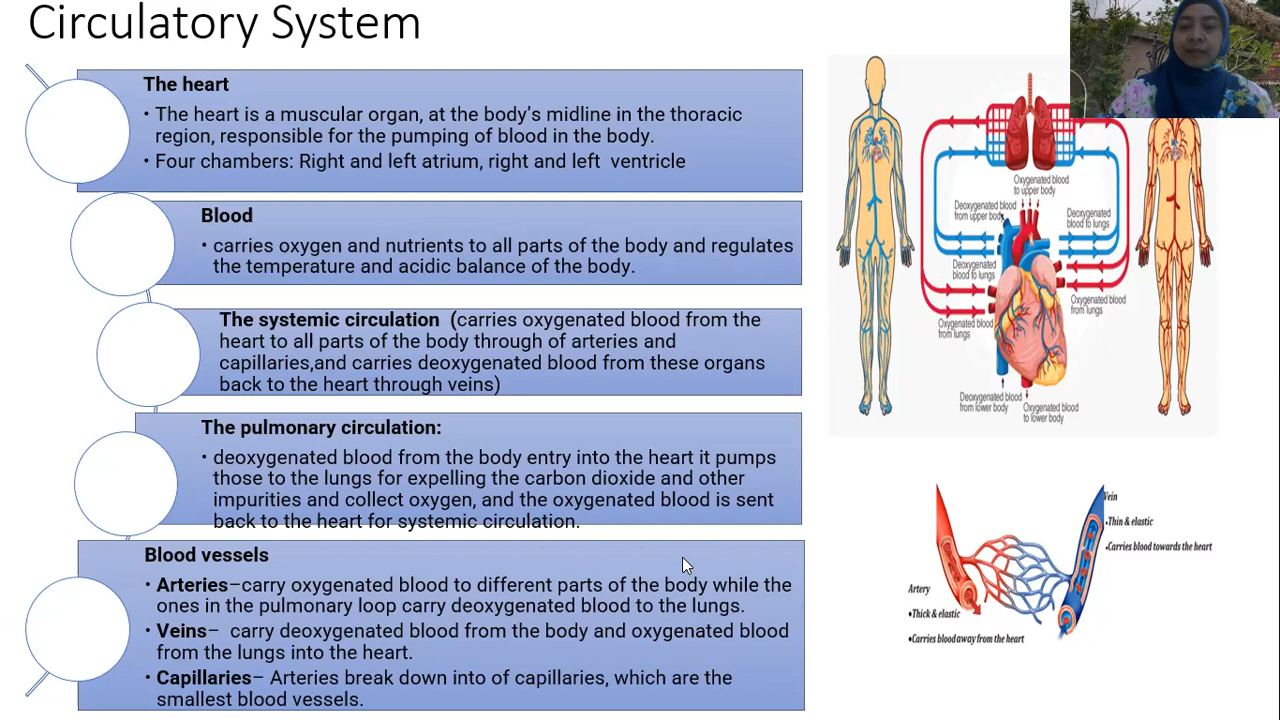 Circulatory System
The heart
• The heart is a muscular organ, at the body's midline in the thoracic
region, responsible for the pumping of blood in the body.
• Four chambers: Right and left atrium, right and left ventricle
Blood
• carries oxygen and nutrients to all parts of the body and regulates
the temperature and acidic balance of the body.
The systemic circulation (carries oxygenated blood from the
heart to all parts of the body through of arteries and
capillaries,and carries deoxygenated blood from these organs
back to the heart through veins)
The pulmonary circulation:
• deoxygenated blood from the body entry into the heart it pumps
those to the lungs for expelling the carbon dioxide and other
impurities and collect oxygen, and the oxygenated blood is sent
back to the heart for systemic circulation.
Blood vessels
• Arteries–carry oxygenated blood to different parts of the body while the
ones in the pulmonary loop carry deoxygenated blood to the lungs.
• Veins– carry deoxygenated blood from the body and oxygenated blood
from the lungs into the heart.
• Capillaries– Arteries break down into of capillaries, which are the
smallest blood vessels.
Oxygenated blood
to upper body
Deoxygenated blood
from upper body
Deoxygenated
blood to lungs
Deoxygenated
blood to lungs
Oxygenated blood
from lungs
Oxygenated blood
from lungs
Deoxygenated blood
from lower body
Oxygenated blood
to lower body
Vein
•Thin & elastic
•Carries blood towards the heart
Artery
•Thick & elastic
•Carries blood away from the heart